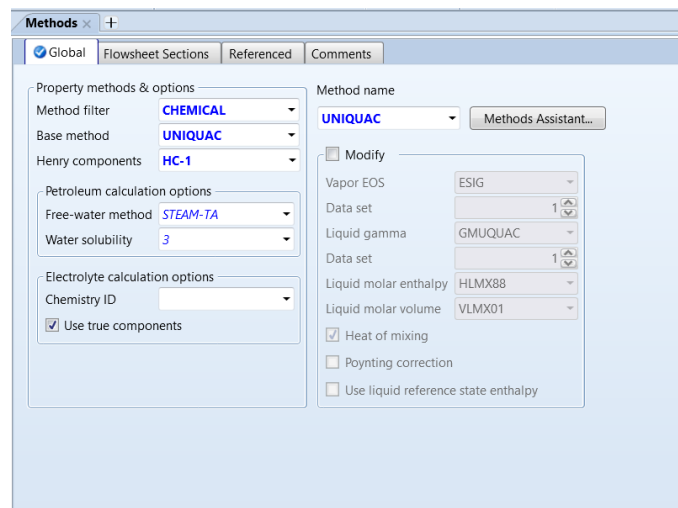 Methods
Global
Flowsheet Sections
Referenced
Comments
Property methods & options
Method filter CHEMICAL
Base method UNIQUAC
Henry components HC-1
Petroleum calculation options
Free-water method STEAM-TA
Water solubility 3
Electrolyte calculation options
Chemistry ID
Use true components
Method name
UNIQUAC Methods Assistant...
Modify
Vapor EOS ESIG
Data set 1
Liquid gamma GMUQUAC
Data set 1
Liquid molar enthalpy HLMX88
Liquid molar volume VLMX01
Heat of mixing
Poynting correction
Use liquid reference state enthalpy